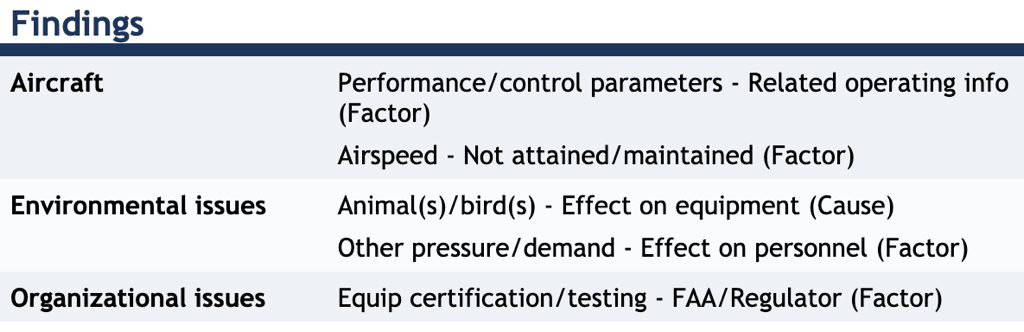 Findings
Aircraft
Performance/control parameters - Related operating info
(Factor)
Airspeed - Not attained/maintained (Factor)
Environmental issues
Animal(s)/bird(s) - Effect on equipment (Cause)
Other pressure/demand - Effect on personnel (Factor)
Organizational issues
Equip certification/testing - FAA/Regulator (Factor)